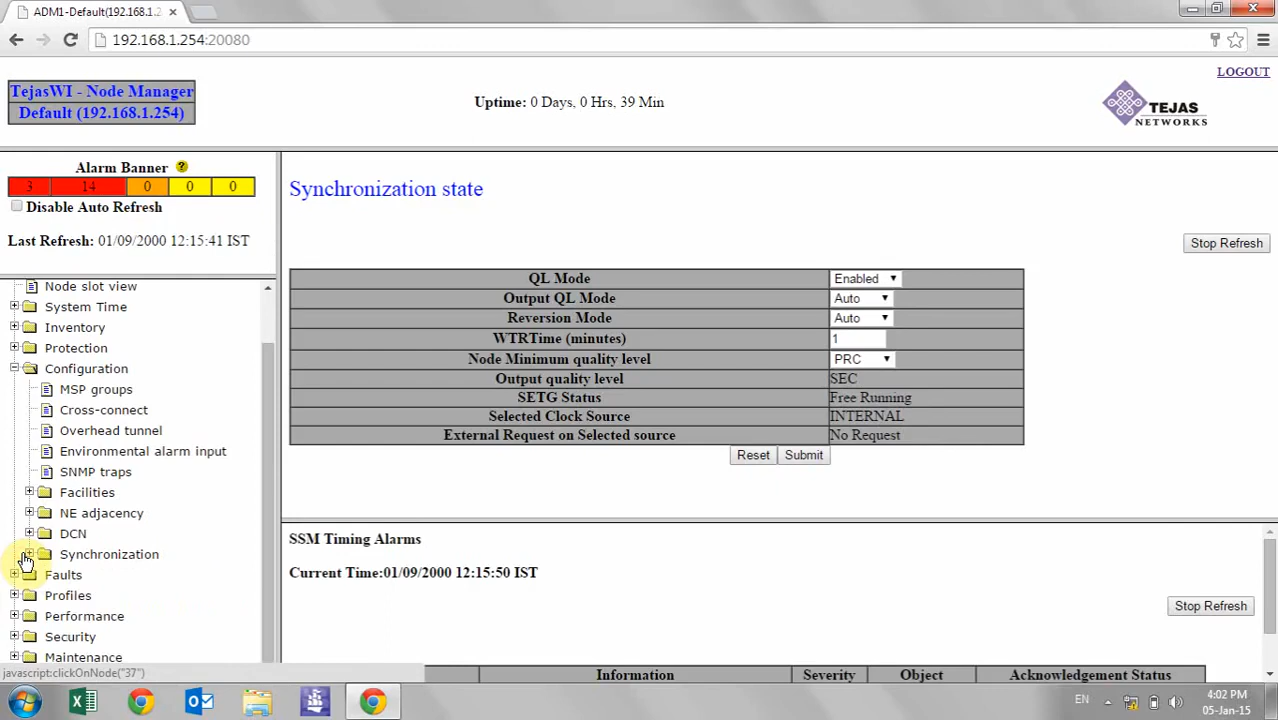 ADM1-Default(192.168.1.2
192.168.1.254:20080
LOGOUT
TejasWI - Node Manager
Default (192.168.1.254)
Uptime: 0 Days, 0 Hrs, 39 Min
TEJAS
NETWORKS
Alarm Banner ?
3 14 0 0 0
Disable Auto Refresh
Last Refresh: 01/09/2000 12:15:41 IST
Node slot view
System Time
Inventory
Protection
Configuration
MSP groups
Cross-connect
Overhead tunnel
Environmental alarm input
SNMP traps
Facilities
NE adjacency
DCN
Synchronization
Faults
Profiles
Performance
Security
Maintenance
javascript:clickOnNode("37")
Synchronization state
Stop Refresh
QL Mode Enabled
Output QL Mode Auto
Reversion Mode Auto
WTRTime (minutes) 1
Node Minimum quality level PRC
Output quality level SEC
SETG Status Free Running
Selected Clock Source INTERNAL
External Request on Selected source No Request
Reset Submit
SSM Timing Alarms
Current Time:01/09/2000 12:15:50 IST
Stop Refresh
Information Severity Object Acknowledgement Status
EN
4:02 PM
05-Jan-15